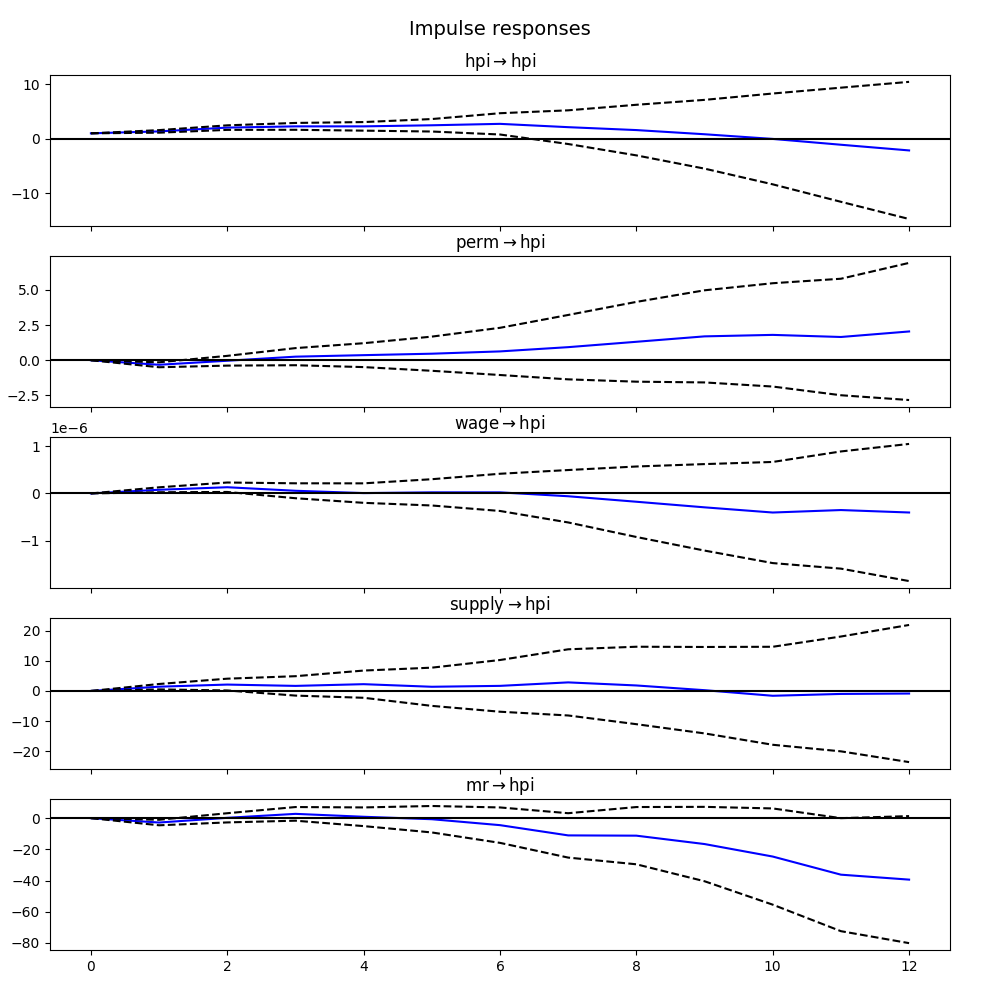 Impulse responses
hpi → hpi
10
0
−10
perm → hpi
5.0
2.5
0.0
−2.5
1e−6
wage → hpi
1
0
−1
supply → hpi
20
10
0
−10
−20
mr → hpi
0
−20
−40
−60
−80
0 2 4 6 8 10 12